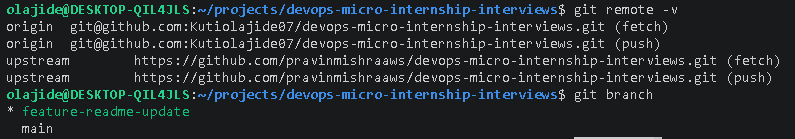 olajide@DESKTOP-QIL4JLS:~/projects/devops-micro-internship-interviews$ git remote -v
origin  git@github.com:Kutiolajide07/devops-micro-internship-interviews.git (fetch)
origin  git@github.com:Kutiolajide07/devops-micro-internship-interviews.git (push)
upstream        https://github.com/pravinmishraaws/devops-micro-internship-interviews.git (fetch)
upstream        https://github.com/pravinmishraaws/devops-micro-internship-interviews.git (push)
olajide@DESKTOP-QIL4JLS:~/projects/devops-micro-internship-interviews$ git branch
* feature-readme-update
  main